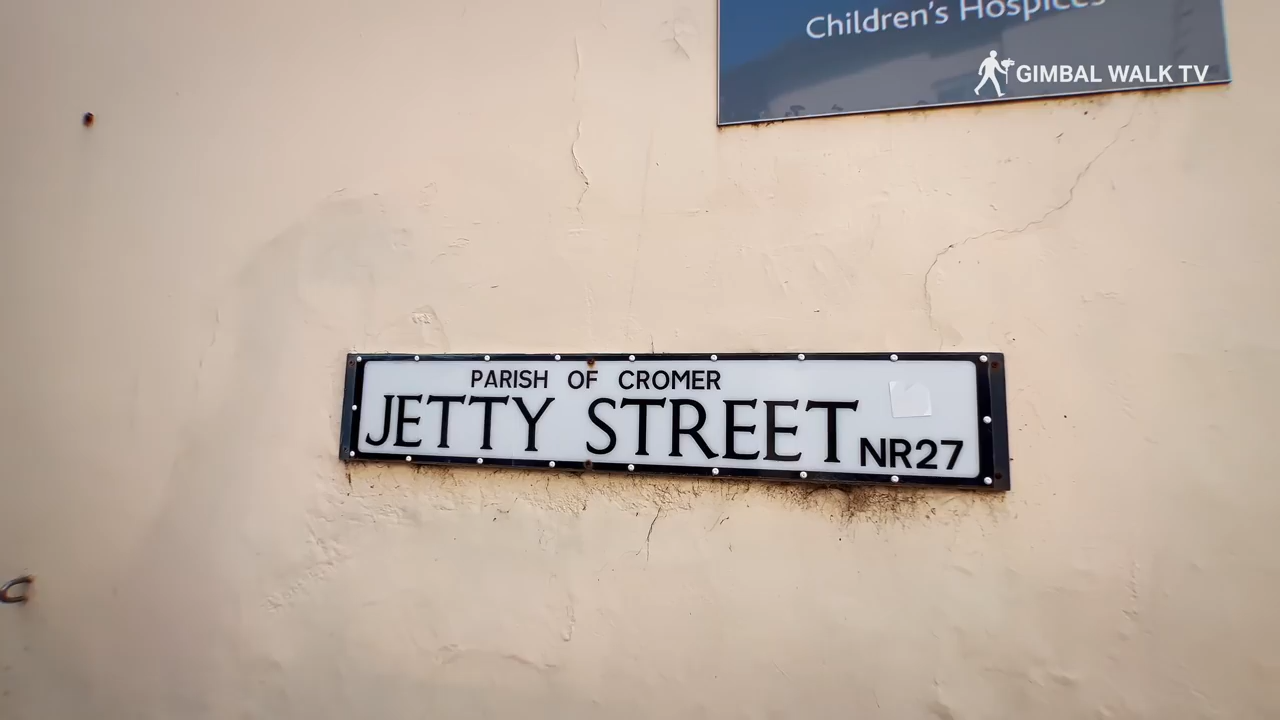 Children's Hospices
GIMBAL WALK TV
PARISH OF CROMER
JETTY STREET NR27